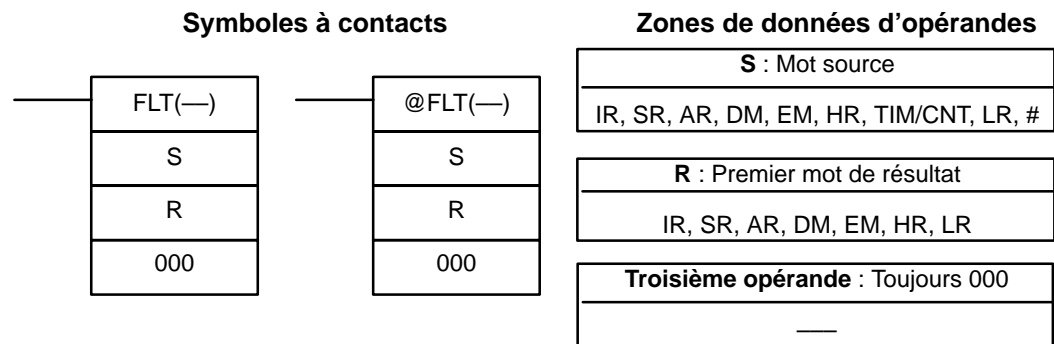 Symboles à contacts
FLT(—)
S
R
000
@FLT(—)
S
R
000
Zones de données d’opérandes
S : Mot source
IR, SR, AR, DM, EM, HR, TIM/CNT, LR, #
R : Premier mot de résultat
IR, SR, AR, DM, EM, HR, LR
Troisième opérande : Toujours 000
—